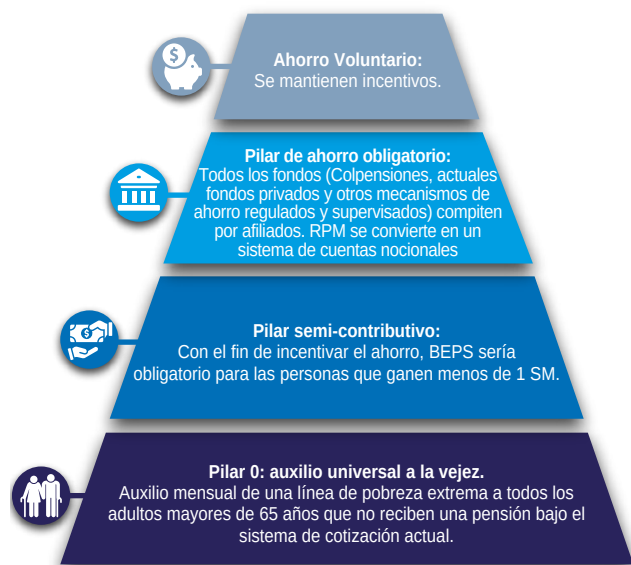 Ahorro Voluntario:
Se mantienen incentivos.
Pilar de ahorro obligatorio:
Todos los fondos (Colpensiones, actuales
fondos privados y otros mecanismos de
ahorro regulados y supervisados) compiten
por afiliados. RPM se convierte en un
sistema de cuentas nocionales
Pilar semi-contributivo:
Con el fin de incentivar el ahorro, BEPS sería
obligatorio para las personas que ganen menos de 1 SM.
Pilar 0: auxilio universal a la vejez.
Auxilio mensual de una línea de pobreza extrema a todos los
adultos mayores de 65 años que no reciben una pensión bajo el
sistema de cotización actual.